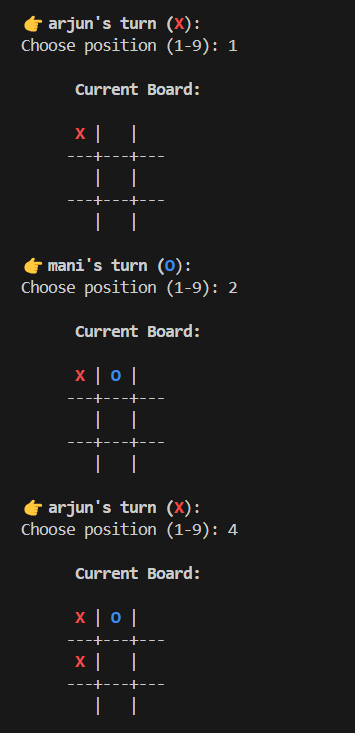 👉 arjun's turn (X):
Choose position (1-9): 1
Current Board:
X |   |
---+---+---
  |   |
---+---+---
  |   |
👉 mani's turn (O):
Choose position (1-9): 2
Current Board:
X | O |
---+---+---
  |   |
---+---+---
  |   |
👉 arjun's turn (X):
Choose position (1-9): 4
Current Board:
X | O |
---+---+---
X |   |
---+---+---
  |   |